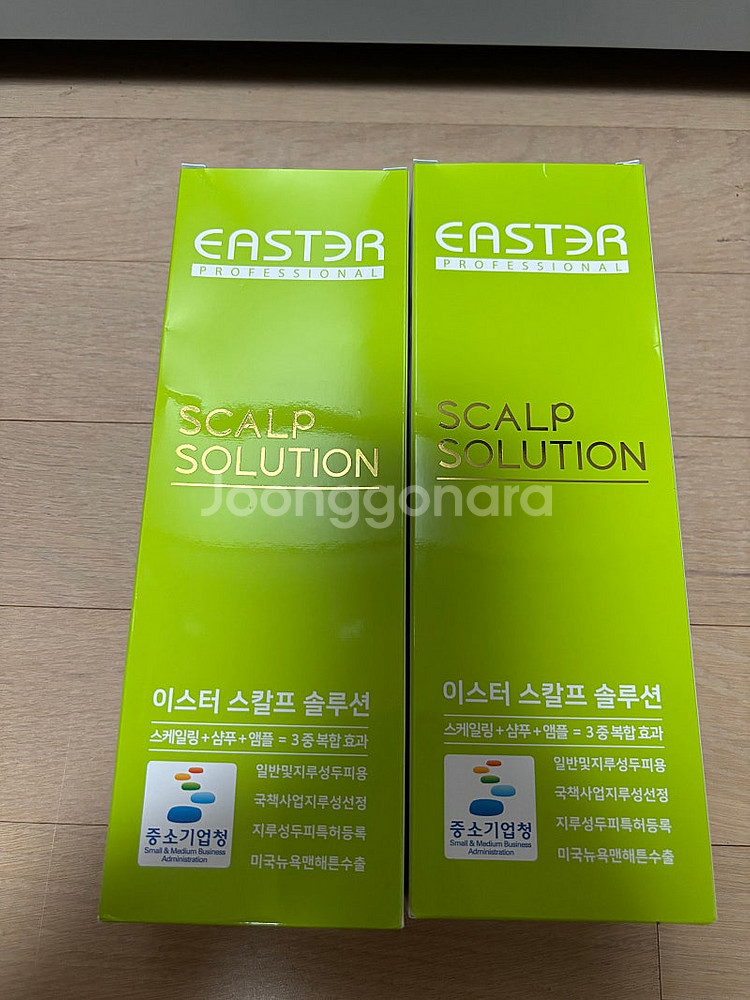 EASTER
PROFESSIONAL
SCALP
SOLUTION
이스터 스칼프 솔루션
스케일링+샴푸+앰플 = 3중 복합 효과
일반및지루성두피용
국책사업지루성선정
지루성두피특허등록
미국뉴욕맨해튼수출
중소기업청
Small & Medium Business
Administration
EASTER
PROFESSIONAL
SCALP
SOLUTION
이스터 스칼프 솔루션
스케일링+샴푸+앰플 = 3중 복합 효과
일반및지루성두피용
국책사업지루성선정
지루성두피특허등록
미국뉴욕맨해튼수출
중소기업청
Small & Medium Business
Administration
Joonggonara